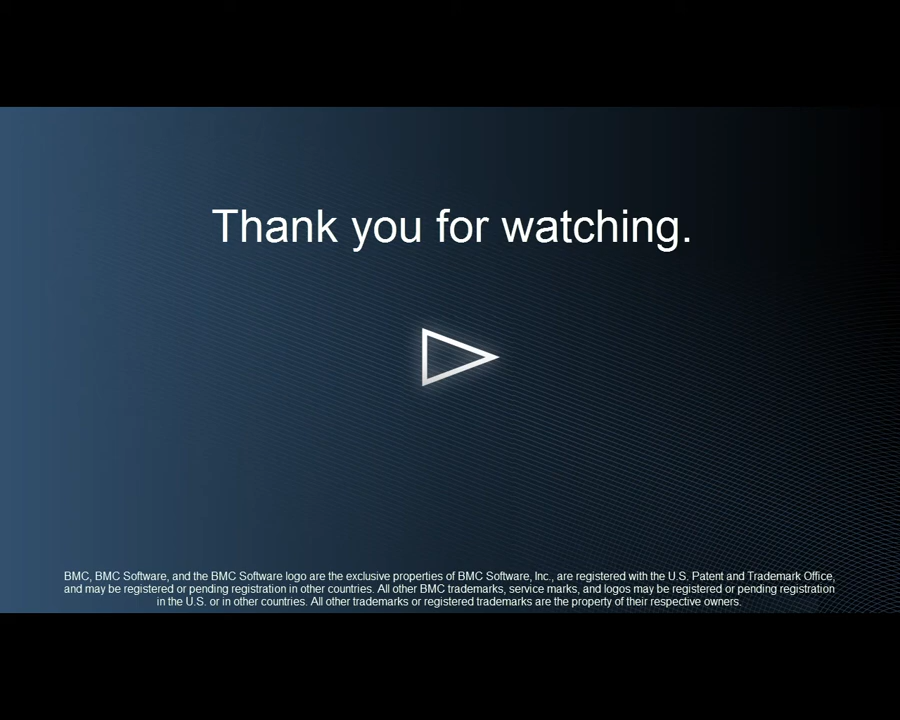 Thank you for watching.
BMC, BMC Software, and the BMC Software logo are the exclusive properties of BMC Software, Inc., are registered with the U.S. Patent and Trademark Office,
and may be registered or pending registration in other countries. All other BMC trademarks, service marks, and logos may be registered or pending registration
in the U.S. or in other countries. All other trademarks or registered trademarks are the property of their respective owners.